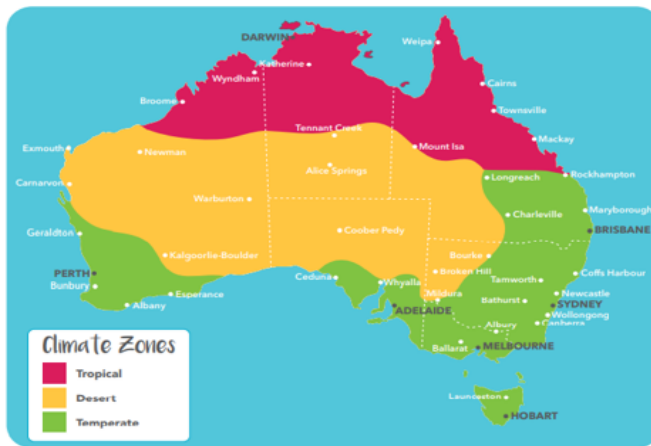 DARWIN
Weipa
Katherine
Wyndham
Cairns
Broome
Townsville
Tennant Creek
Mackay
Mount Isa
Exmouth
Newman
Alice Springs
Longreach
Rockhampton
Carnarvon
Warburton
Charleville
Maryborough
Geraldton
Coober Pedy
BRISBANE
Kalgoorlie-Boulder
Bourke
PERTH
Ceduna
Broken Hill
Coffs Harbour
Bunbury
Whyalla
Tamworth
Esperance
Mildura
Newcastle
Albany
ADELAIDE
Bathurst
SYDNEY
Wollongong
Albury
Canberra
Ballarat
MELBOURNE
Launceston
HOBART
Climate Zones
Tropical
Desert
Temperate